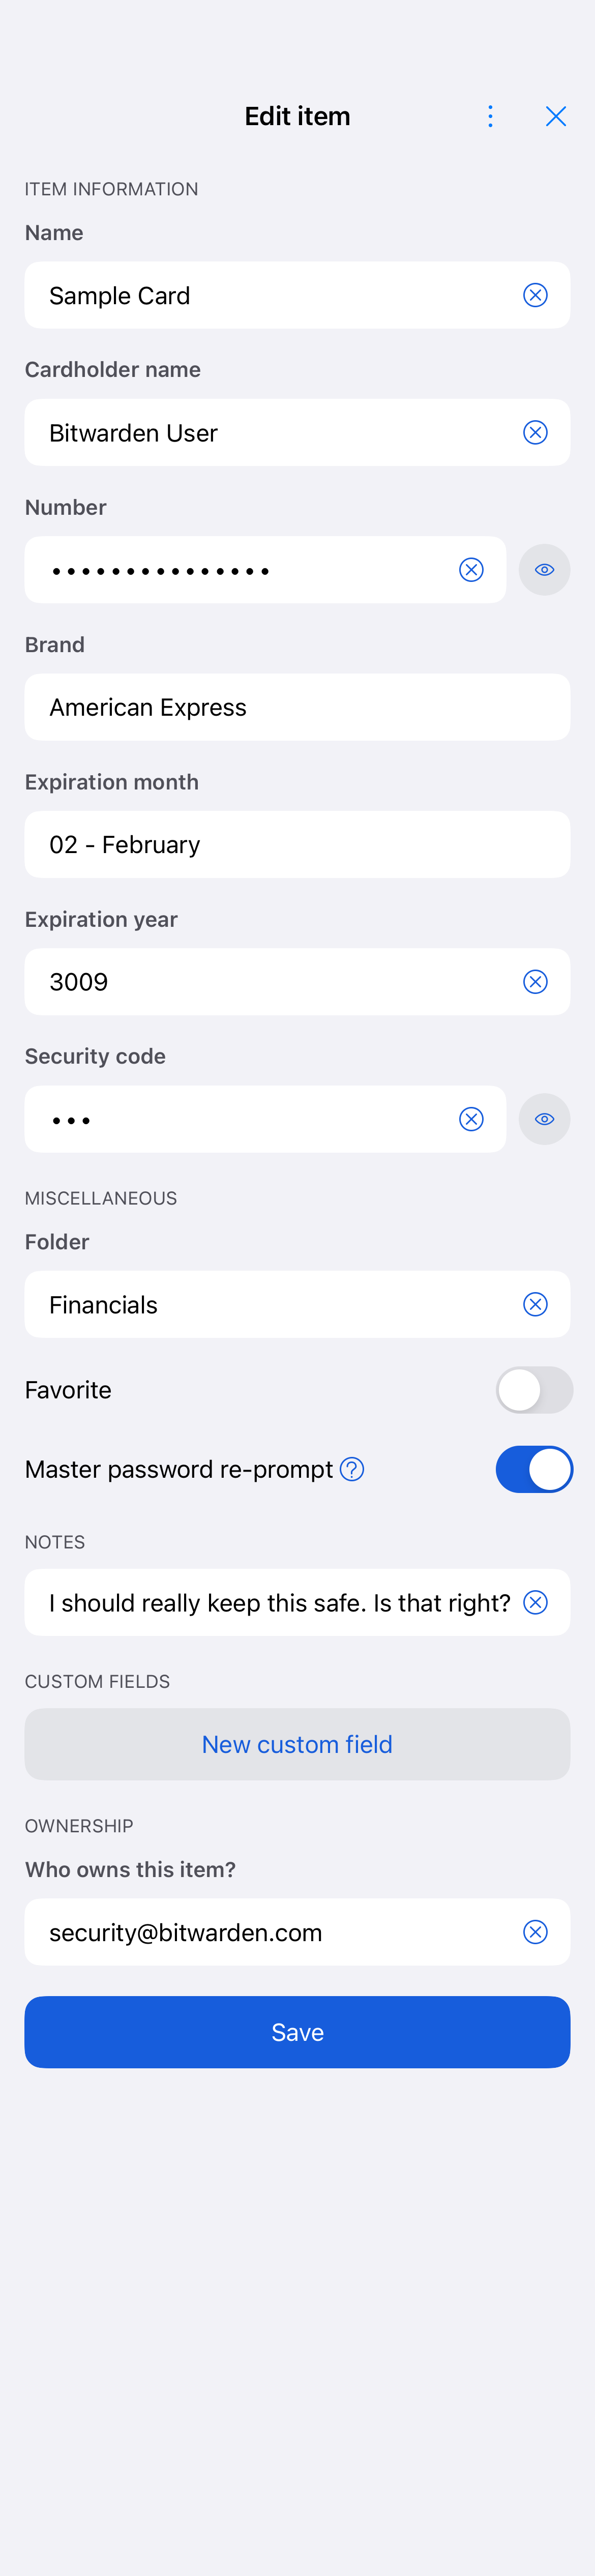 Edit item
ITEM INFORMATION
Name
Sample Card
Cardholder name
Bitwarden User
Number
•••••••••••••••
Brand
American Express
Expiration month
02 - February
Expiration year
3009
Security code
•••
MISCELLANEOUS
Folder
Financials
Favorite
Master password re-prompt
NOTES
I should really keep this safe. Is that right?
CUSTOM FIELDS
New custom field
OWNERSHIP
Who owns this item?
security@bitwarden.com
Save